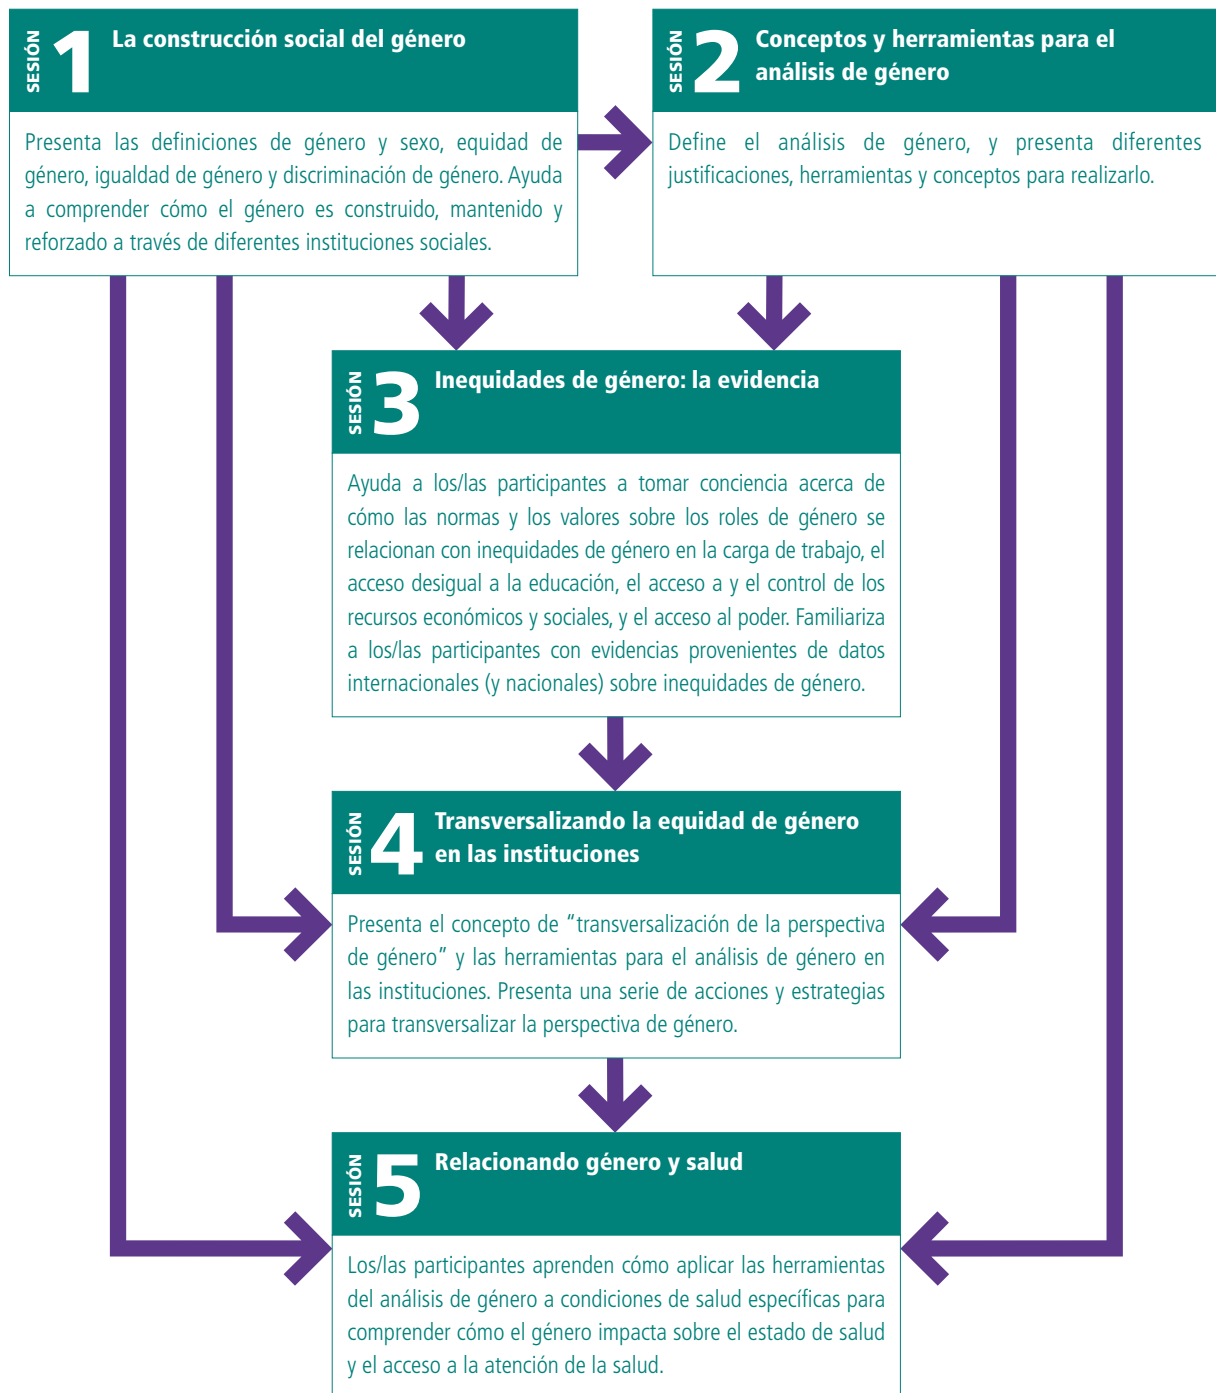 SESIÓN 1 La construcción social del género
Presenta las definiciones de género y sexo, equidad de
género, igualdad de género y discriminación de género. Ayuda
a comprender cómo el género es construido, mantenido y
reforzado a través de diferentes instituciones sociales.
SESIÓN 2 Conceptos y herramientas para el
análisis de género
Define el análisis de género, y presenta diferentes
justificaciones, herramientas y conceptos para realizarlo.
SESIÓN 3 Inequidades de género: la evidencia
Ayuda a los/las participantes a tomar conciencia acerca de
cómo las normas y los valores sobre los roles de género se
relacionan con inequidades de género en la carga de trabajo, el
acceso desigual a la educación, el acceso a y el control de los
recursos económicos y sociales, y el acceso al poder. Familiariza
a los/las participantes con evidencias provenientes de datos
internacionales (y nacionales) sobre inequidades de género.
SESIÓN 4 Transversalizando la equidad de género
en las instituciones
Presenta el concepto de “transversalización de la perspectiva
de género” y las herramientas para el análisis de género en
las instituciones. Presenta una serie de acciones y estrategias
para transversalizar la perspectiva de género.
SESIÓN 5 Relacionando género y salud
Los/las participantes aprenden cómo aplicar las herramientas
del análisis de género a condiciones de salud específicas para
comprender cómo el género impacta sobre el estado de salud
y el acceso a la atención de la salud.